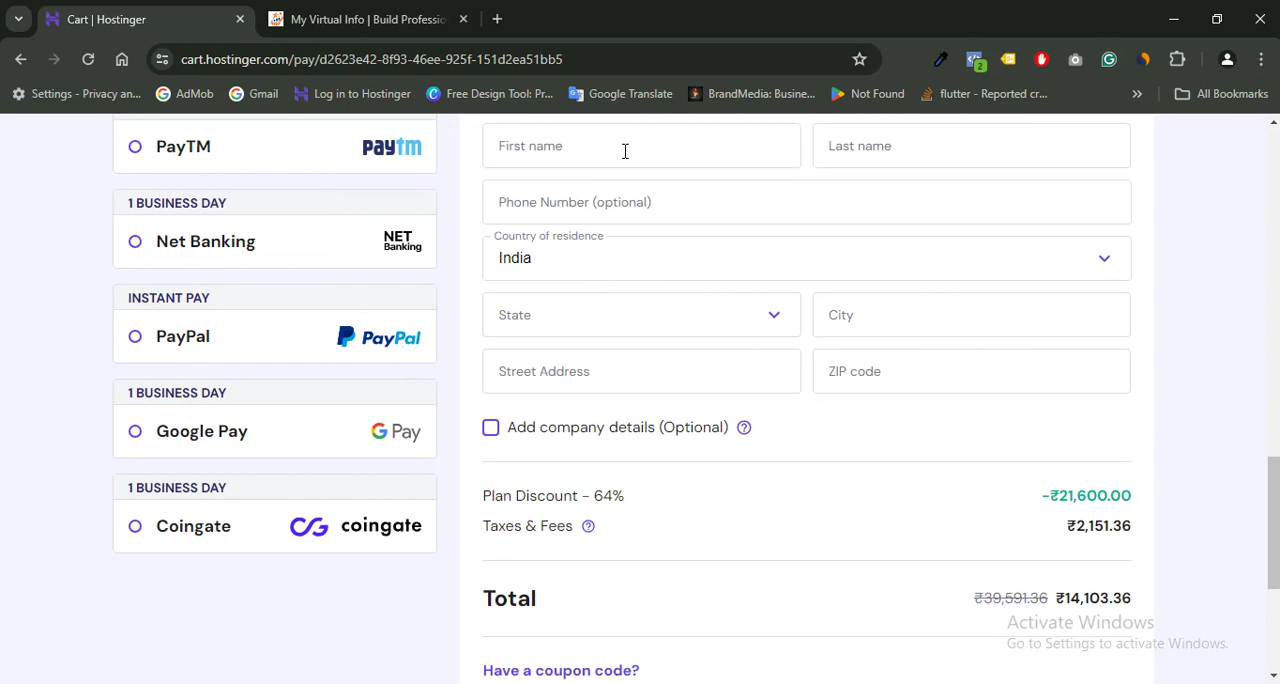 Cart | Hostinger
My Virtual Info | Build Professio
cart.hostinger.com/pay/d2623e42-8f93-46ee-925f-151d2ea51bb5
2
Settings - Privacy an...
AdMob
Gmail
Log in to Hostinger
Free Design Tool: Pr...
Google Translate
BrandMedia: Busine...
Not Found
flutter - Reported cr...
All Bookmarks
PayTM
paytm
1 BUSINESS DAY
Net Banking
NET
Banking
INSTANT PAY
PayPal
PayPal
1 BUSINESS DAY
Google Pay
G Pay
1 BUSINESS DAY
Coingate
CG coingate
First name
Last name
Phone Number (optional)
Country of residence
India
State
City
Street Address
ZIP code
Add company details (Optional)
Plan Discount - 64%
-₹21,600.00
Taxes & Fees
₹2,151.36
Total
₹39,591.36 ₹14,103.36
Have a coupon code?
Activate Windows
Go to Settings to activate Windows.